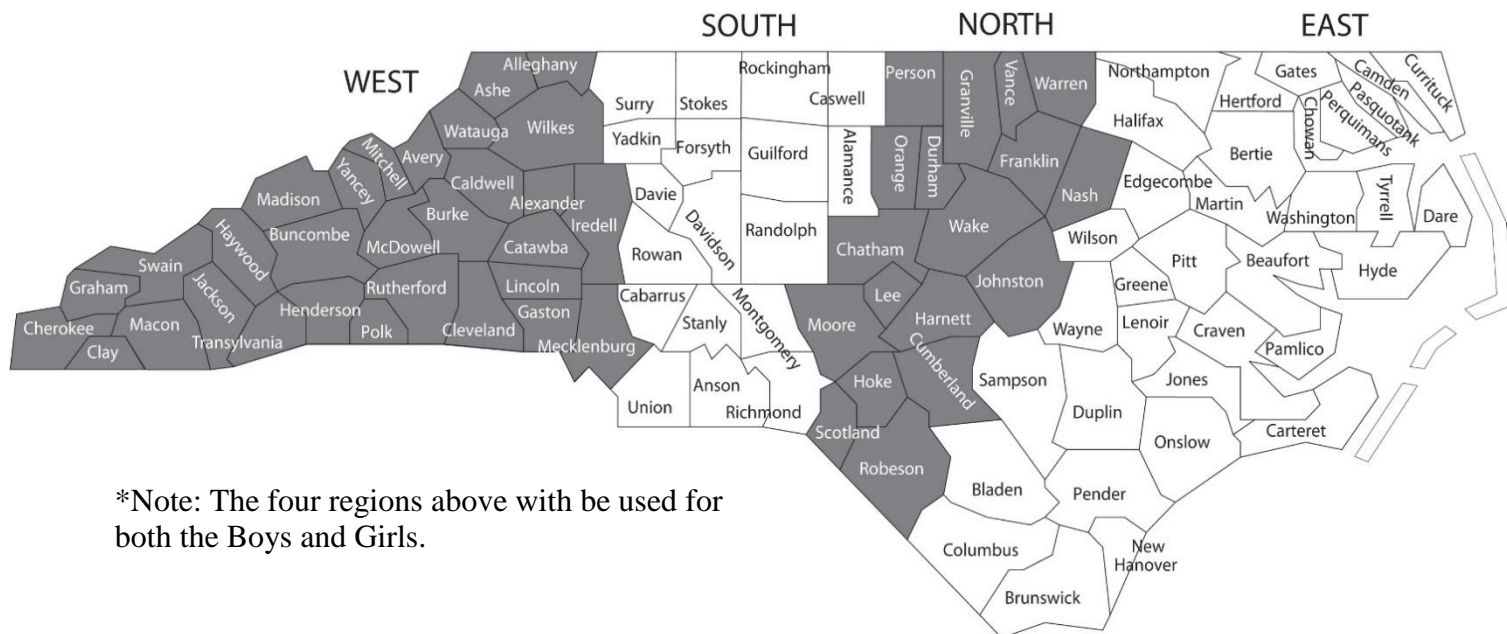 SOUTH
NORTH
EAST
WEST
Alleghany
Ashe
Surry
Stokes
Rockingham
Caswell
Person
Granville
Vance
Warren
Northampton
Gates
Camden
Currituck
Pasquotank
Perquimans
Chowan
Hertford
Halifax
Watauga
Wilkes
Yadkin
Forsyth
Guilford
Alamance
Orange
Durham
Franklin
Nash
Bertie
Mitchell
Avery
Yancey
Caldwell
Alexander
Iredell
Davie
Davidson
Randolph
Edgecombe
Martin
Washington
Tyrrell
Dare
Madison
Burke
McDowell
Buncombe
Haywood
Catawba
Rowan
Chatham
Wake
Wilson
Pitt
Beaufort
Hyde
Swain
Graham
Jackson
Rutherford
Lincoln
Cabarrus
Montgomery
Lee
Johnston
Greene
Cherokee
Macon
Henderson
Polk
Cleveland
Gaston
Stanly
Moore
Harnett
Wayne
Lenoir
Craven
Pamlico
Clay
Transylvania
Mecklenburg
Hoke
Cumberland
Sampson
Jones
Union
Anson
Richmond
Scotland
Duplin
Onslow
Carteret
Robeson
Bladen
Pender
Columbus
New
Hanover
Brunswick
*Note: The four regions above with be used for
both the Boys and Girls.